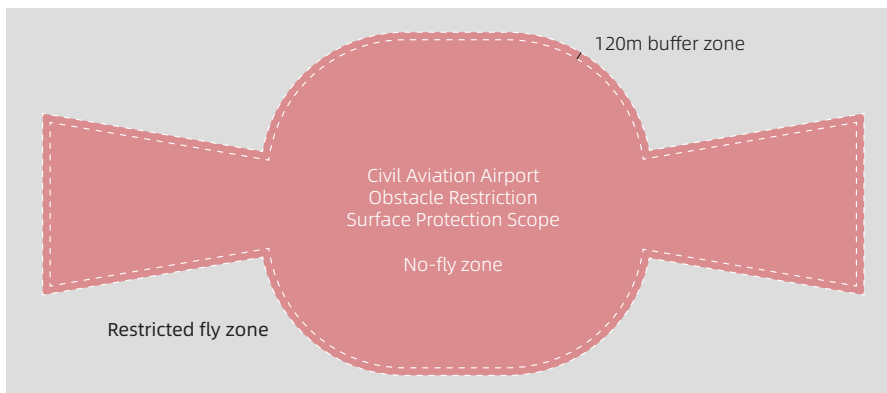 120m buffer zone
Civil Aviation Airport
Obstacle Restriction
Surface Protection Scope
No-fly zone
Restricted fly zone